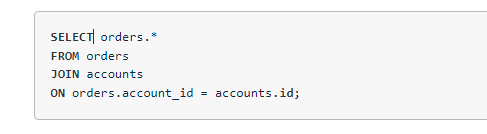 SELECT orders.*
FROM orders
JOIN accounts
ON orders.account_id = accounts.id;